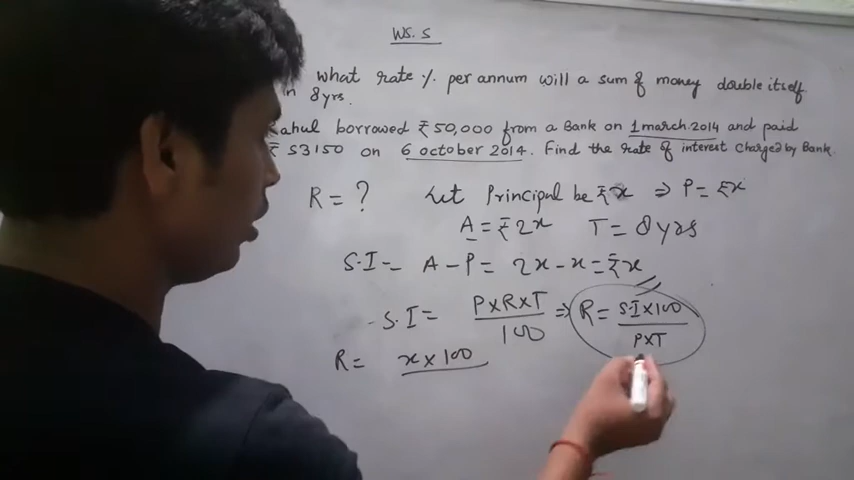 WS. 5
what rate % per annum will a sum of money double itself
in 8yrs.
Rahul borrowed ₹50,000 from a Bank on 1 march 2014 and paid
₹ 53150 on 6 october 2014. Find the rate of interest charged by Bank.
R = ? Let Principal be ₹x ⇒ P = ₹x
A = ₹2x T = 8yrs
S.I = A - P = 2x - x = ₹x
S.I = P×R×T / 100 ⇒ R = S.I×100 / P×T
R = x × 100